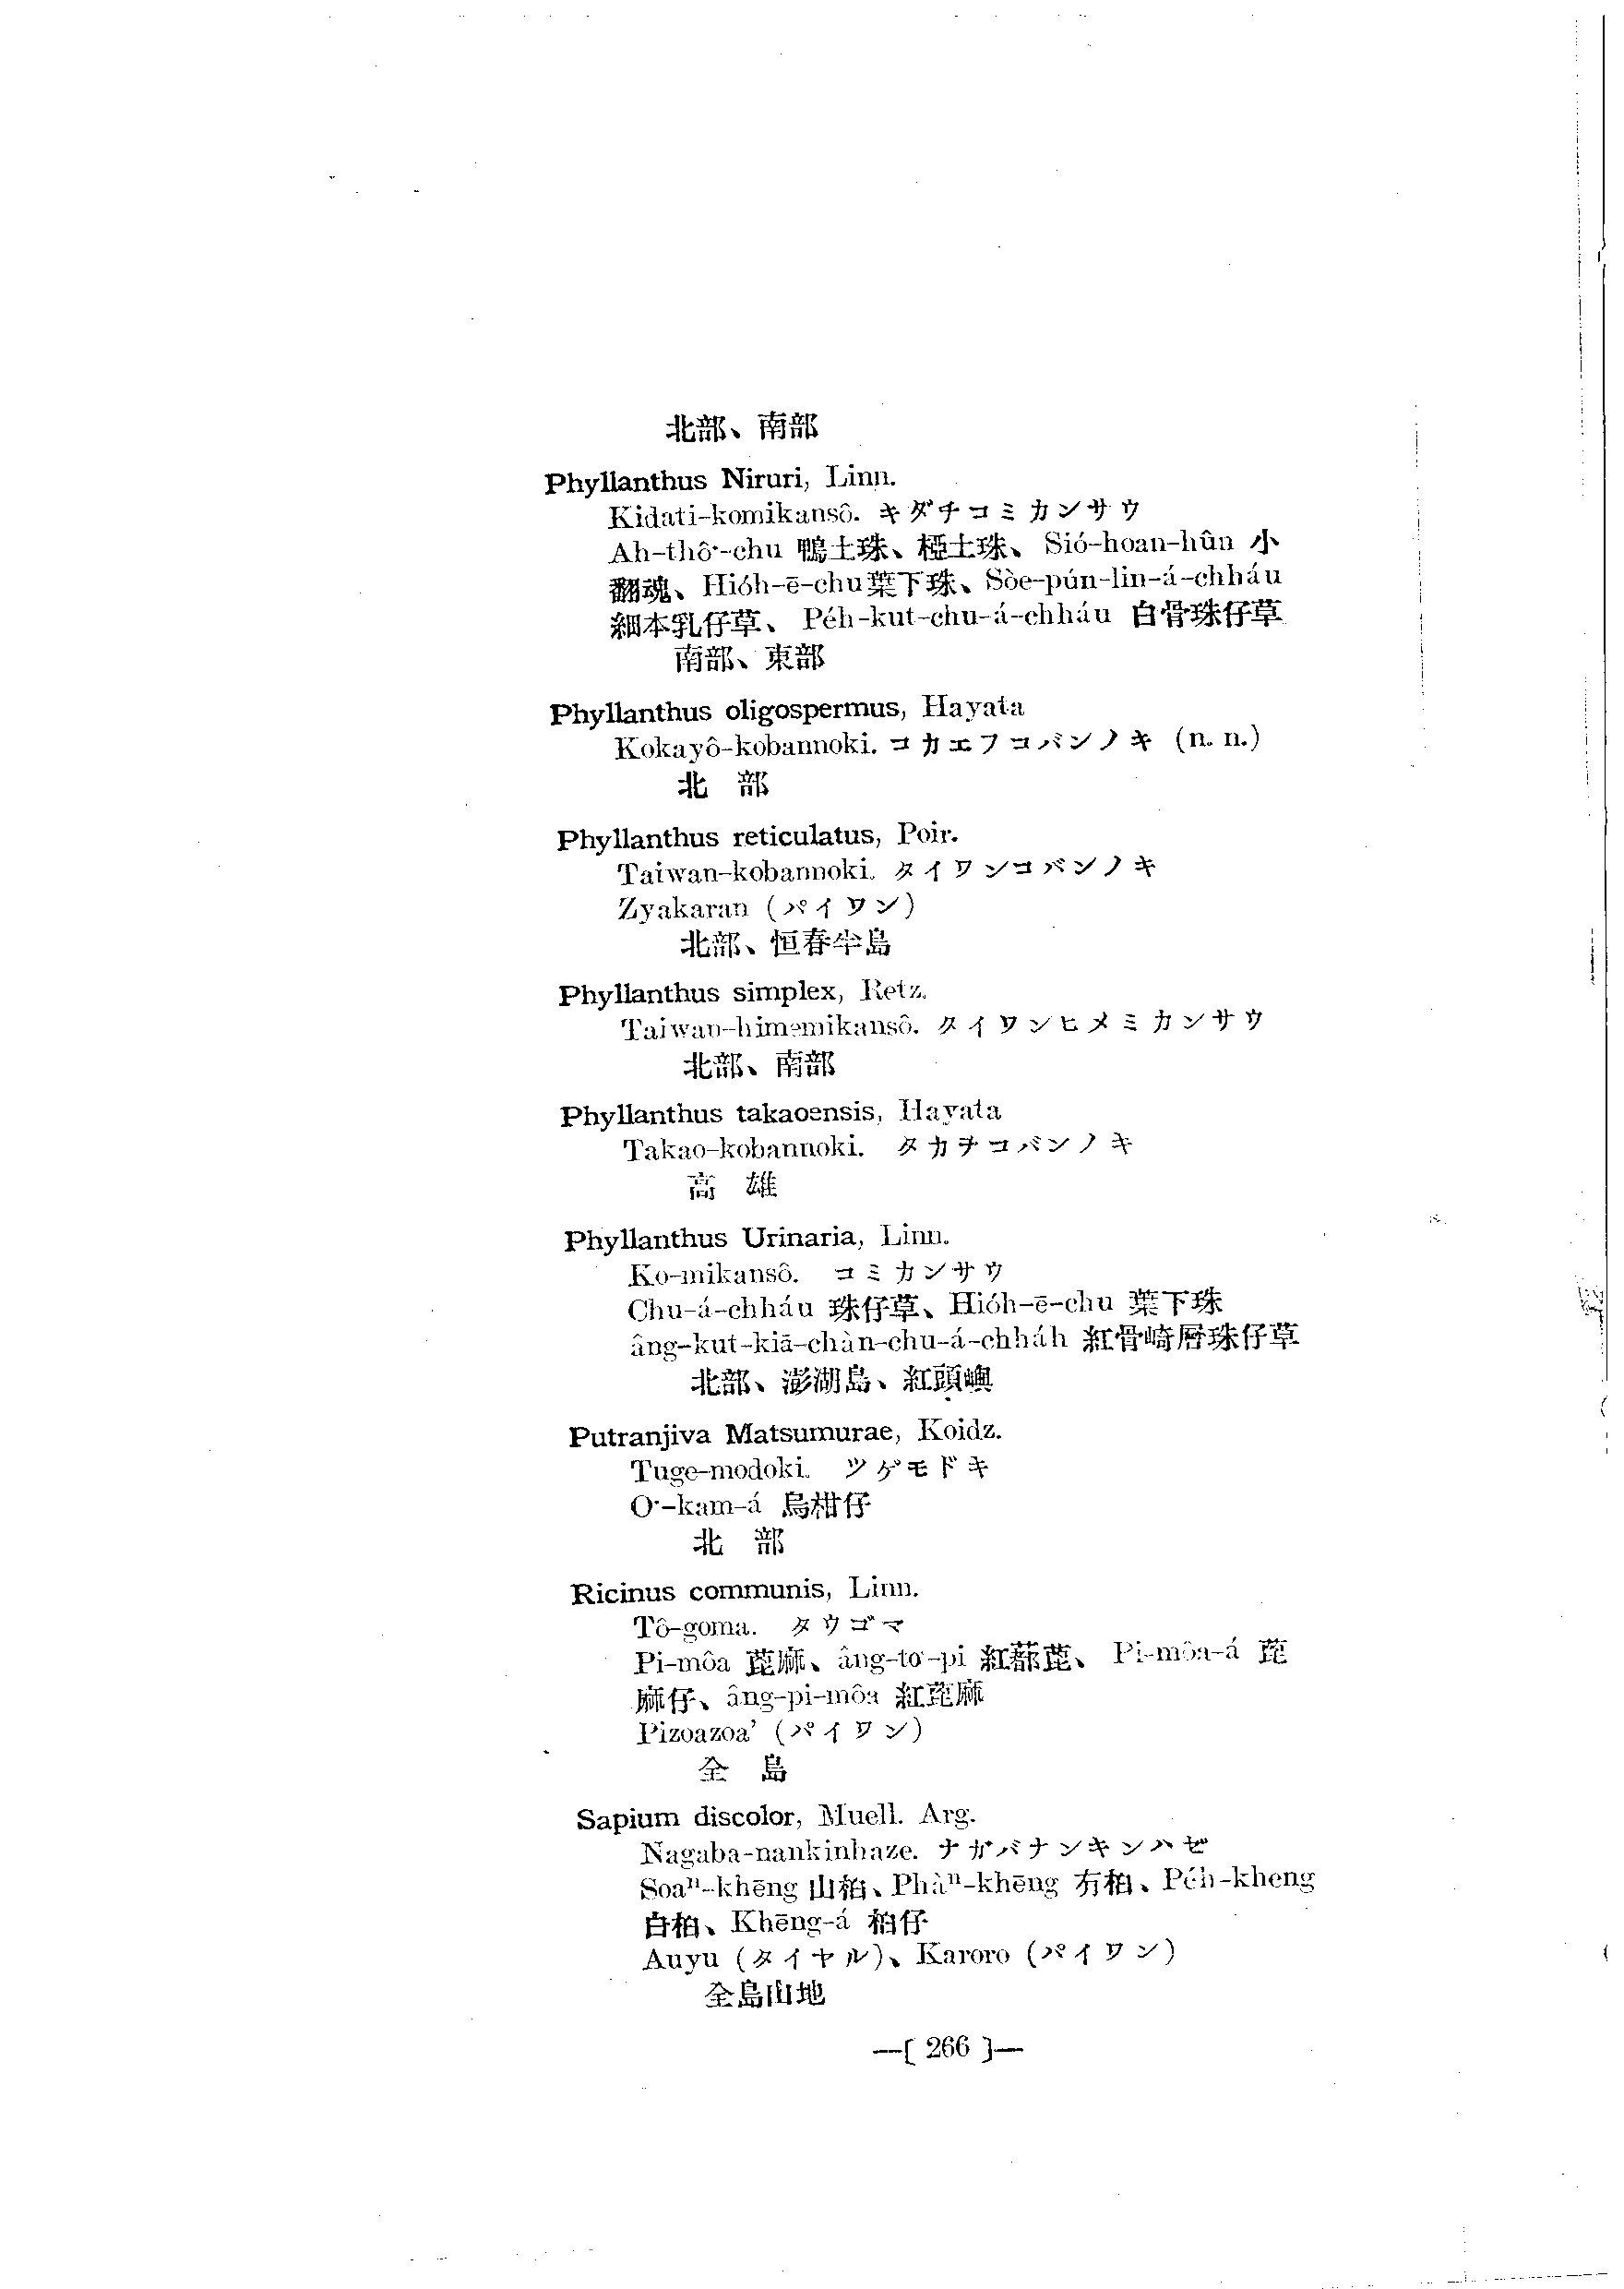 北部、南部
Phyllanthus Niruri, Linn.
Kidati-komikansô. キダチコミカンサウ
Ah-thô·-chu 鴨土珠、椏土珠、Sió-hoan-hûn 小
翻魂、Hióh-ē-chu葉下珠、Sòe-pún-lin-á-chháu
細本乳仔草、Péh-kut-chu-á-chháu 白骨珠仔草
南部、東部
Phyllanthus oligospermus, Hayata
Kokayô-kobannoki. コカエフコバンノキ (n. n.)
北 部
Phyllanthus reticulatus, Poir.
Taiwan-kobannoki. タイワンコバンノキ
Zyakaran (パイワン)
北部、恒春半島
Phyllanthus simplex, Retz.
Taiwan-himemikansô. タイワンヒメミカンサウ
北部、南部
Phyllanthus takaoensis, Hayata
Takao-kobannoki. タカヲコバンノキ
高 雄
Phyllanthus Urinaria, Linn.
Ko-mikansô. コミカンサウ
Chu-á-chháu 珠仔草、Hióh-ē-chu 葉下珠
âng-kut-kiā-chàn-chu-á-chháh 紅骨崎層珠仔草
北部、澎湖島、紅頭嶼
Putranjiva Matsumurae, Koidz.
Tuge-modoki. ツゲモドキ
O·-kam-á 烏柑仔
北 部
Ricinus communis, Linn.
Tô-goma. タウゴマ
Pi-môa 萞麻、âng-to·-pi 紅蔀萞、Pi-môa-á 萞
麻仔、âng-pi-môa 紅萞麻
Pizoazoa' (パイワン)
全 島
Sapium discolor, Muell. Arg.
Nagaba-nankinhaze. ナガバナンキンハゼ
Soaⁿ-khēng 山桕、Phàⁿ-khēng 冇桕、Péh-kheng
白桕、Khēng-á 桕仔
Auyu (タイヤル)、Karoro (パイワン)
全島山地
—[ 266 ]—